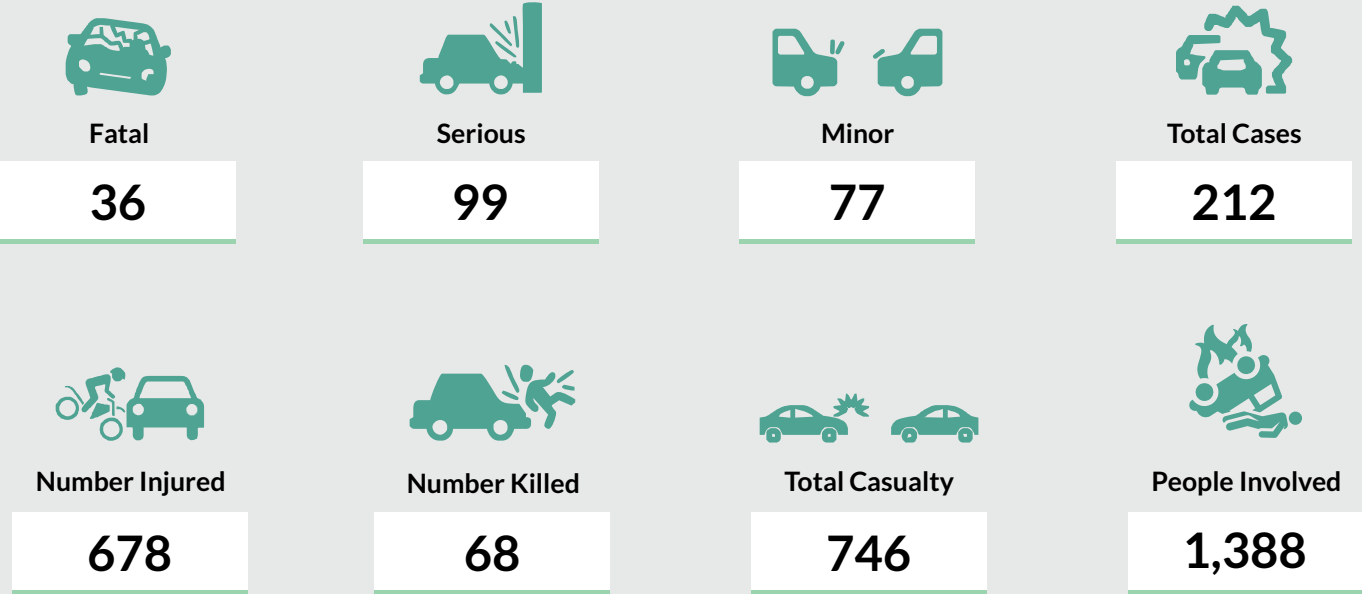 Fatal
Serious
Minor
Total Cases
36
99
77
212
Number Injured
Number Killed
Total Casualty
People Involved
678
68
746
1,388